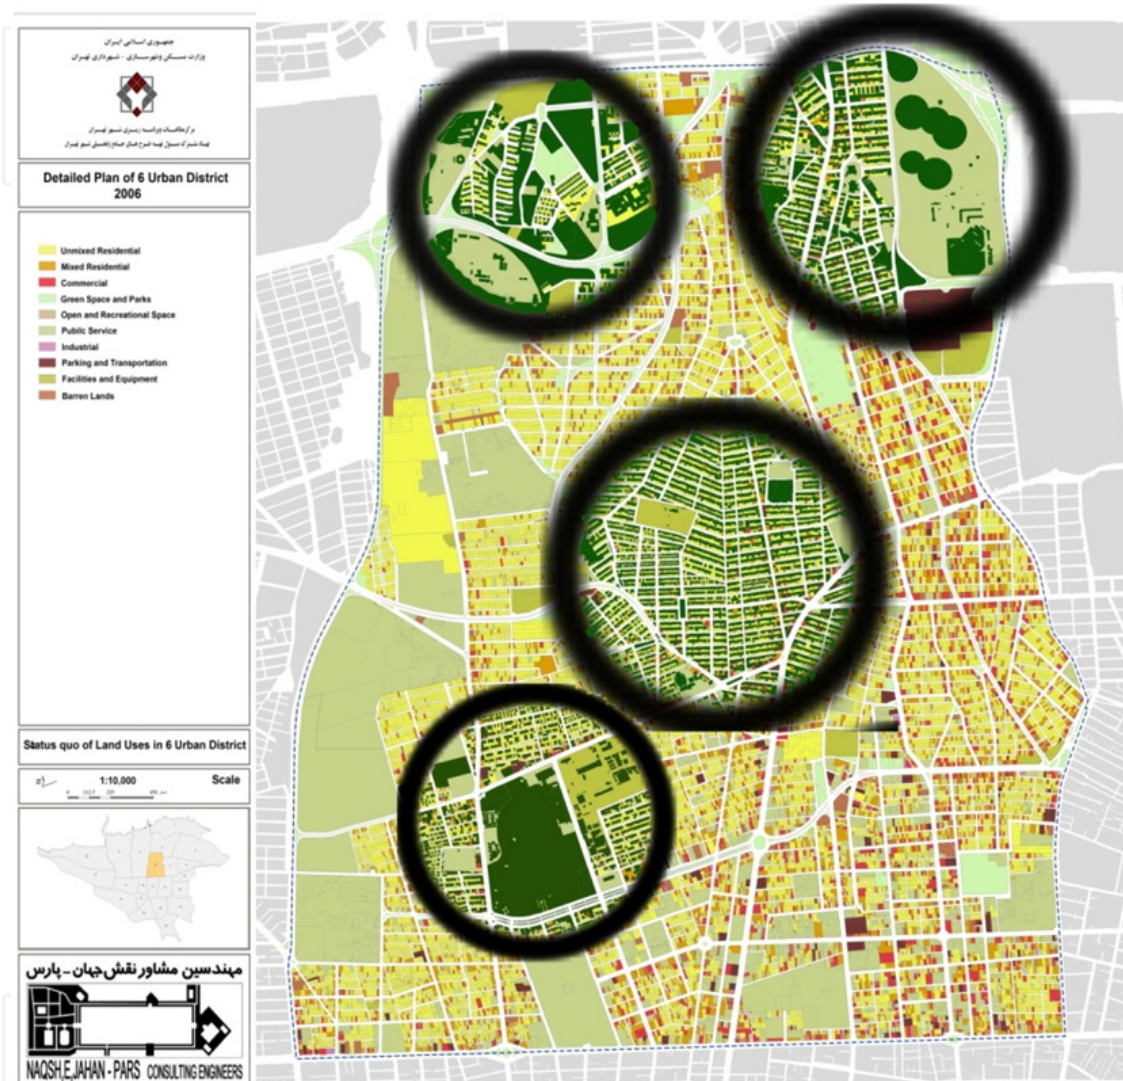 جمهوری اسلامی ایران
وزارت مسکن و شهرسازی - شهرداری تهران
Detailed Plan of 6 Urban District
2006
Unmixed Residential
Mixed Residential
Commercial
Green Space and Parks
Open and Recreational Space
Public Service
Industrial
Parking and Transportation
Facilities and Equipment
Barren Lands
Status quo of Land Uses in 6 Urban District
1:10,000 Scale
مهندسین مشاور نقش جهان - پارس
NAQSH,E,JAHAN - PARS CONSULTING ENGINEERS